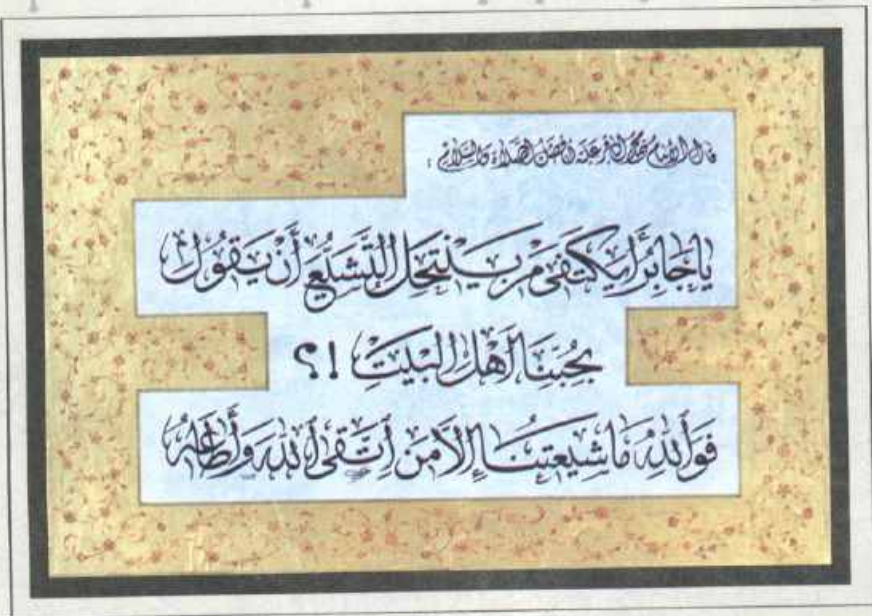 قال الإمام محمد الباقر عليه أفضل الصلاة والسلام :
يا جابر أيكتفي من ينتحل التشيع أن يقول
بحبنا أهل البيت !؟
فوالله ما شيعتنا إلا من اتقى الله وأطاعه